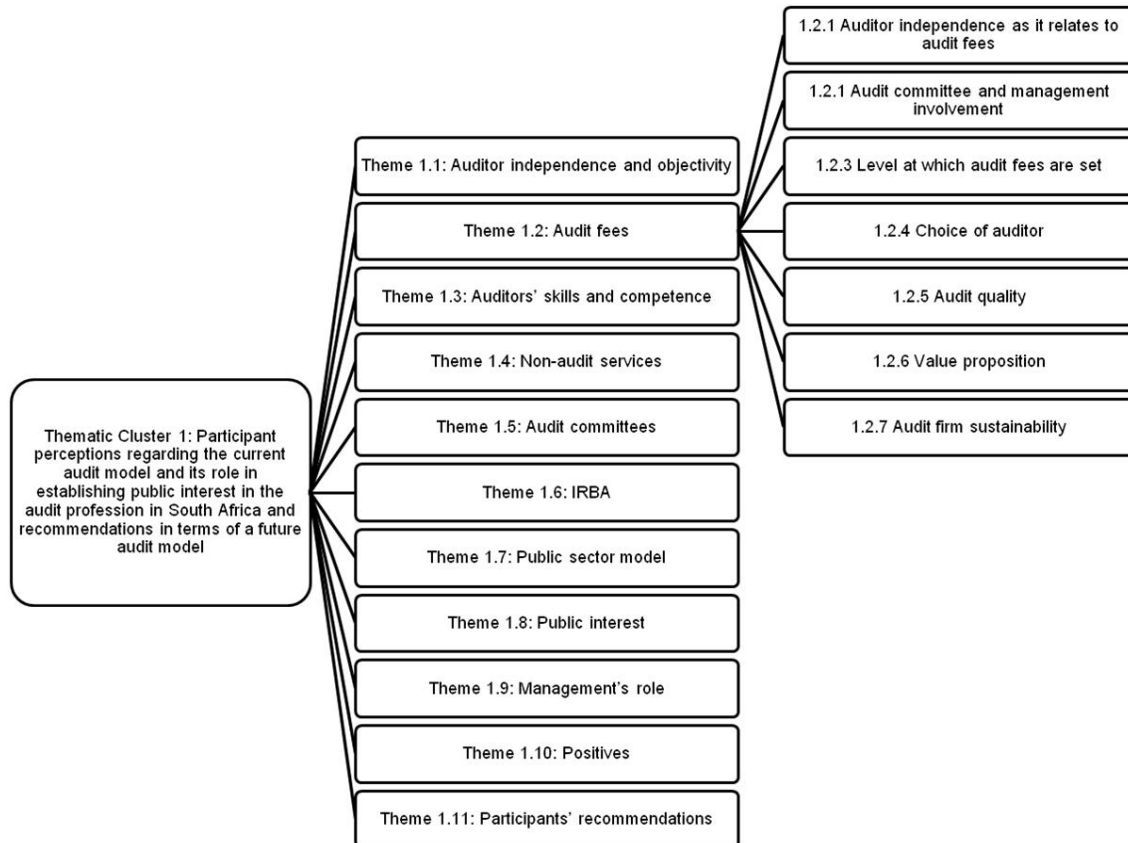 Thematic Cluster 1: Participant
perceptions regarding the current
audit model and its role in
establishing public interest in the
audit profession in South Africa and
recommendations in terms of a future
audit model
Theme 1.1: Auditor independence and objectivity
Theme 1.2: Audit fees
Theme 1.3: Auditors’ skills and competence
Theme 1.4: Non-audit services
Theme 1.5: Audit committees
Theme 1.6: IRBA
Theme 1.7: Public sector model
Theme 1.8: Public interest
Theme 1.9: Management’s role
Theme 1.10: Positives
Theme 1.11: Participants’ recommendations
1.2.1 Auditor independence as it relates to
audit fees
1.2.1 Audit committee and management
involvement
1.2.3 Level at which audit fees are set
1.2.4 Choice of auditor
1.2.5 Audit quality
1.2.6 Value proposition
1.2.7 Audit firm sustainability